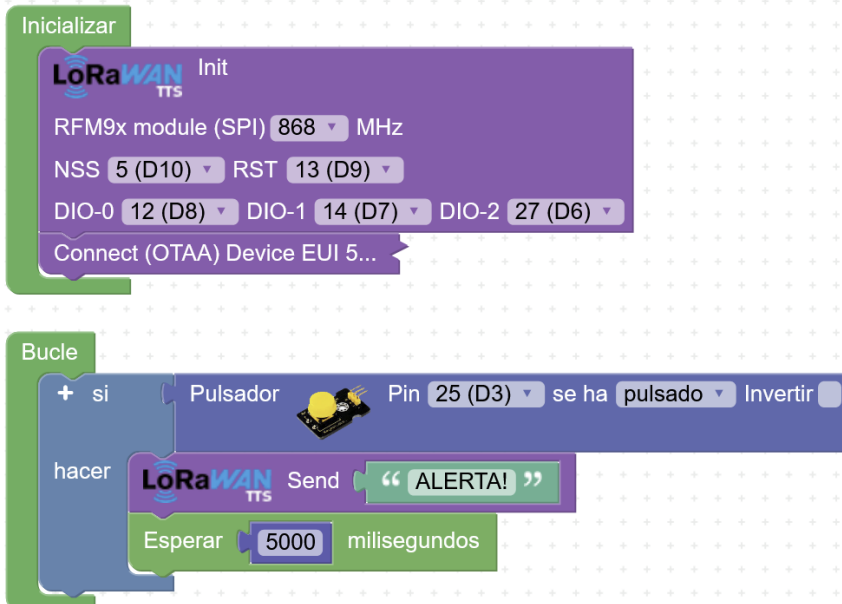 Inicializar
LoRaWAN TTS Init
RFM9x module (SPI) 868 MHz
NSS 5 (D10) RST 13 (D9)
DIO-0 12 (D8) DIO-1 14 (D7) DIO-2 27 (D6)
Connect (OTAA) Device EUI 5...
Bucle
+ si Pulsador Pin 25 (D3) se ha pulsado Invertir
hacer LoRaWAN TTS Send “ ALERTA! ”
Esperar 5000 milisegundos